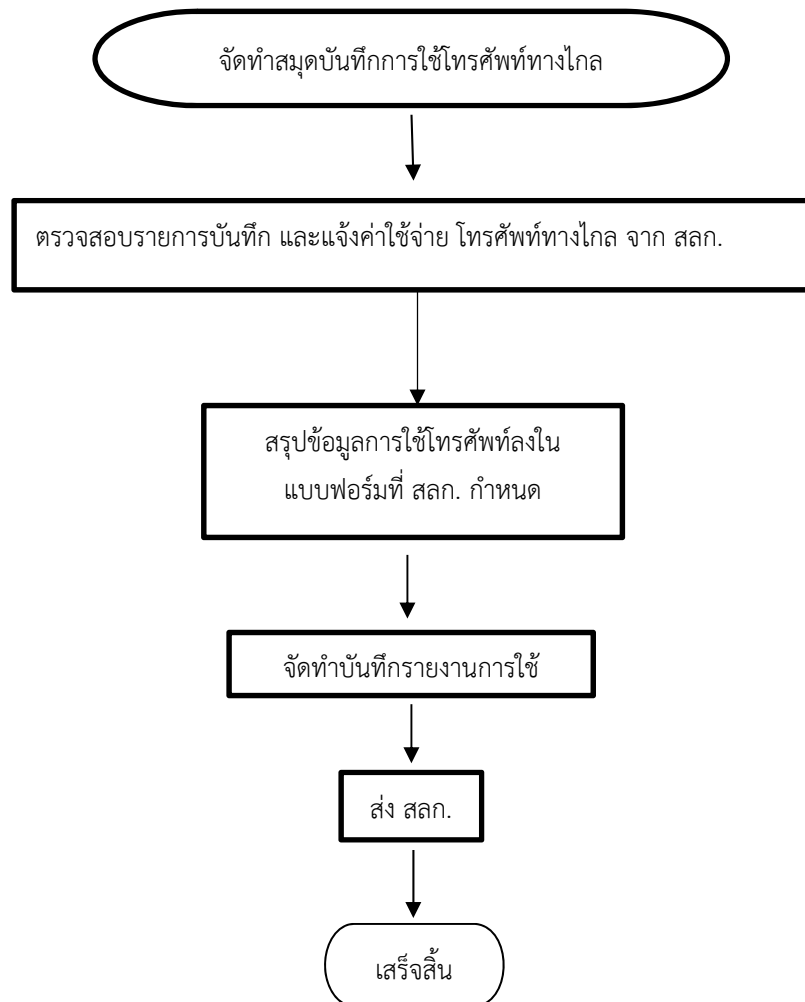 จัดทำสมุดบันทึกการใช้โทรศัพท์ทางไกล
ตรวจสอบรายการบันทึก และแจ้งค่าใช้จ่าย โทรศัพท์ทางไกล จาก สลก.
สรุปข้อมูลการใช้โทรศัพท์ลงใน
แบบฟอร์มที่ สลก. กำหนด
จัดทำบันทึกรายงานการใช้
ส่ง สลก.
เสร็จสิ้น